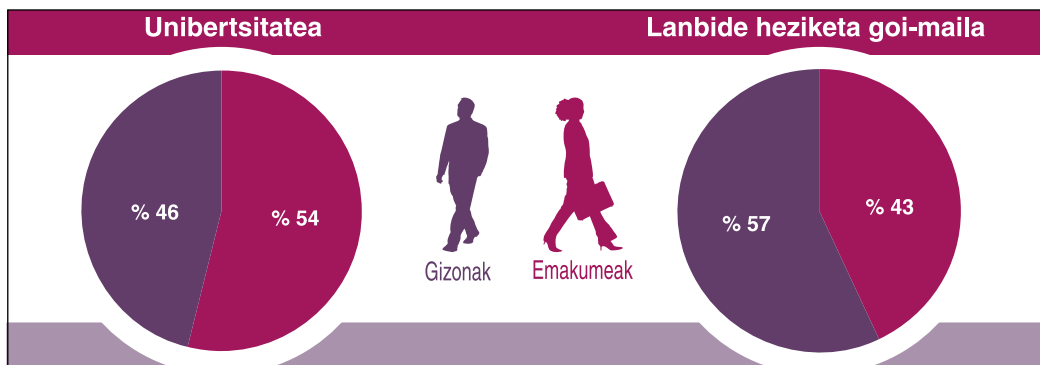 Unibertsitatea
Lanbide heziketa goi-maila
% 46
% 54
Gizonak
Emakumeak
% 57
% 43